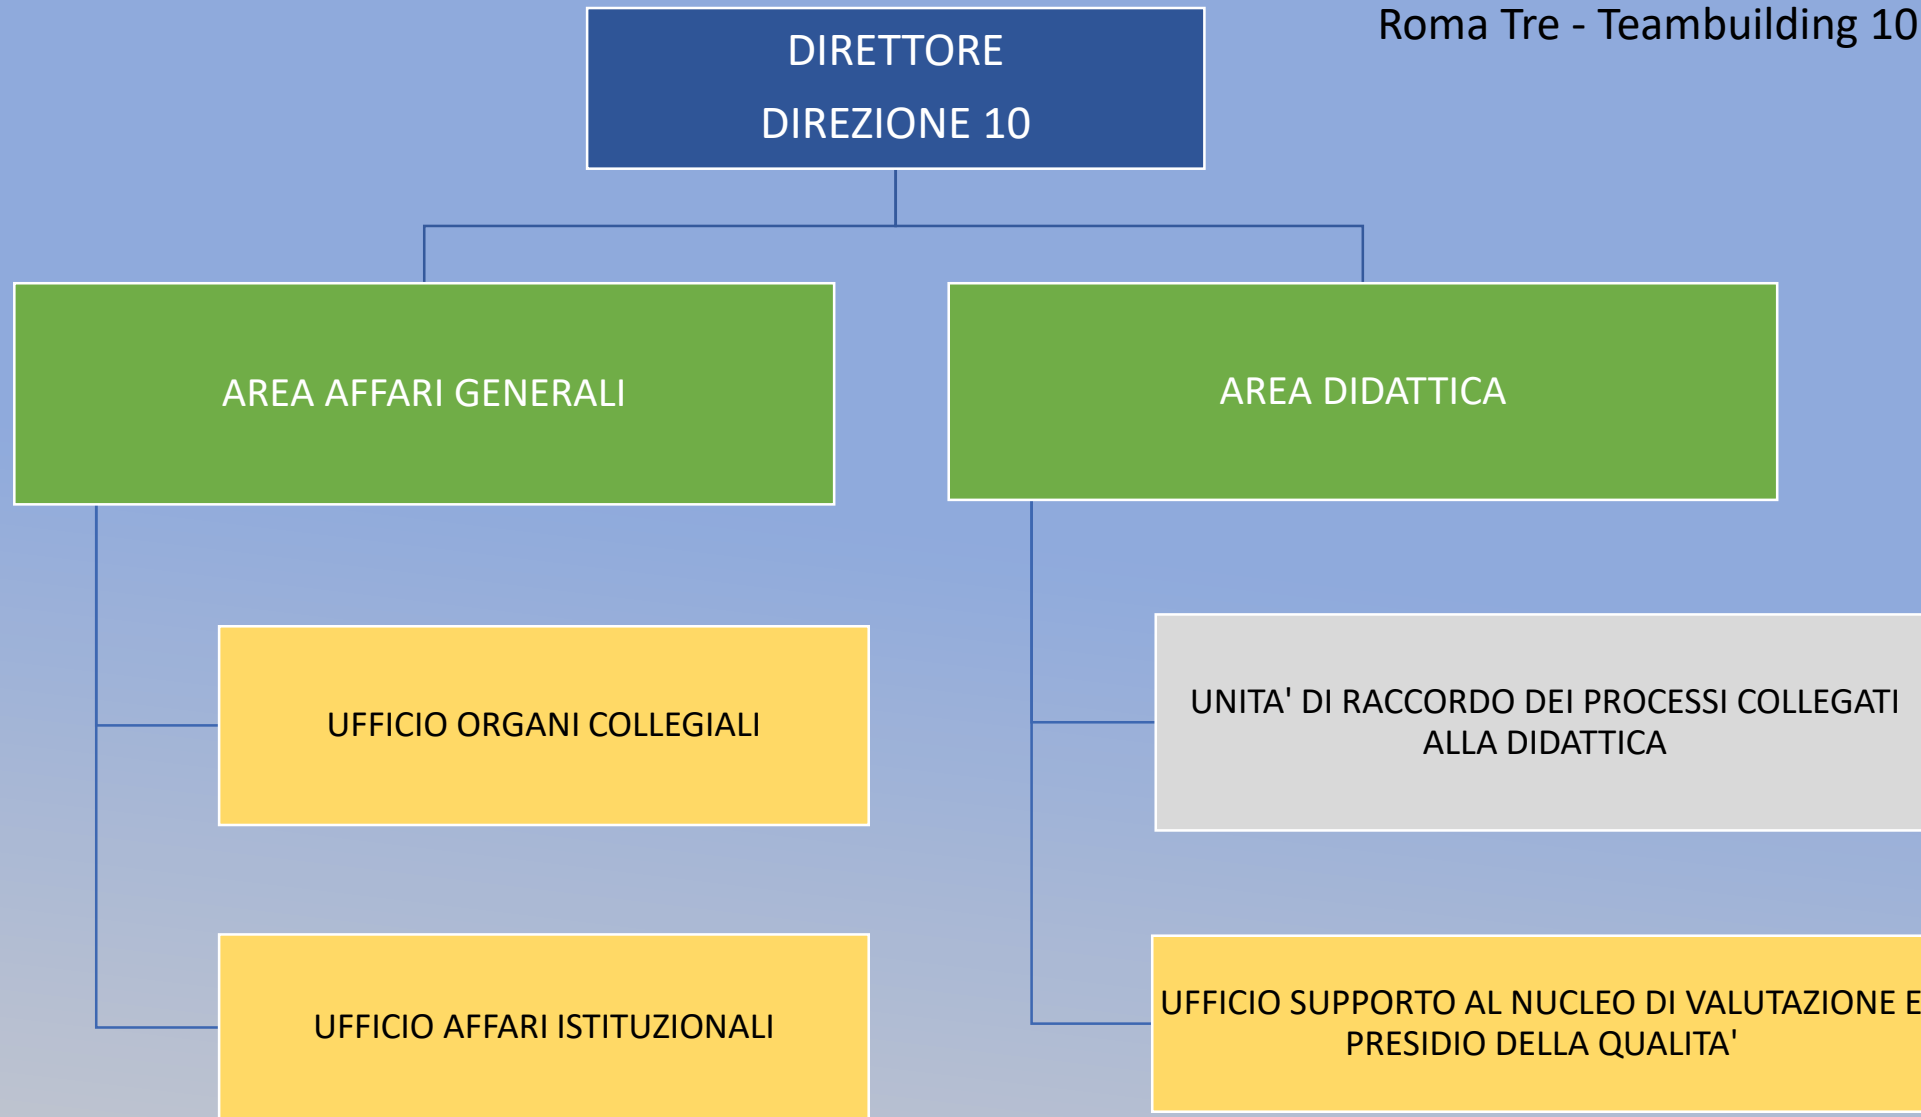 Roma Tre - Teambuilding 10
DIRETTORE
DIREZIONE 10
AREA AFFARI GENERALI
AREA DIDATTICA
UFFICIO ORGANI COLLEGIALI
UNITA' DI RACCORDO DEI PROCESSI COLLEGATI
ALLA DIDATTICA
UFFICIO AFFARI ISTITUZIONALI
UFFICIO SUPPORTO AL NUCLEO DI VALUTAZIONE E
PRESIDIO DELLA QUALITA'